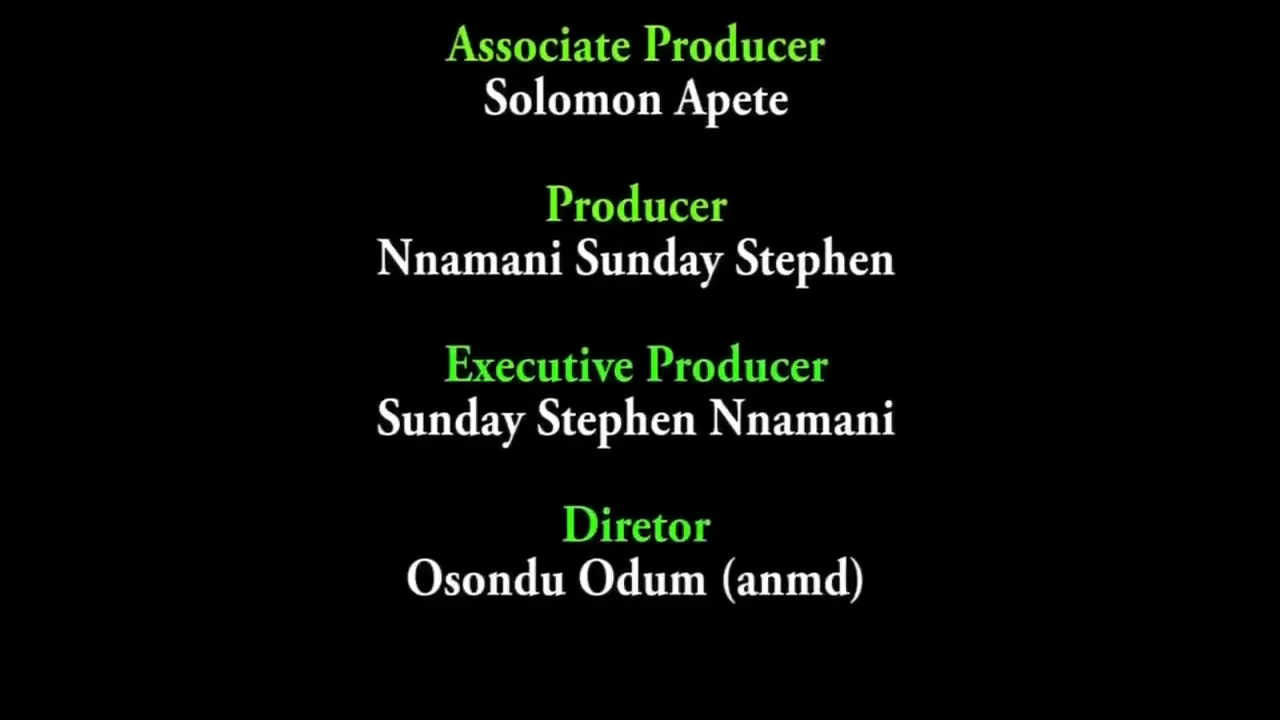 Associate Producer
Solomon Apete
Producer
Nnamani Sunday Stephen
Executive Producer
Sunday Stephen Nnamani
Diretor
Osondu Odum (anmd)